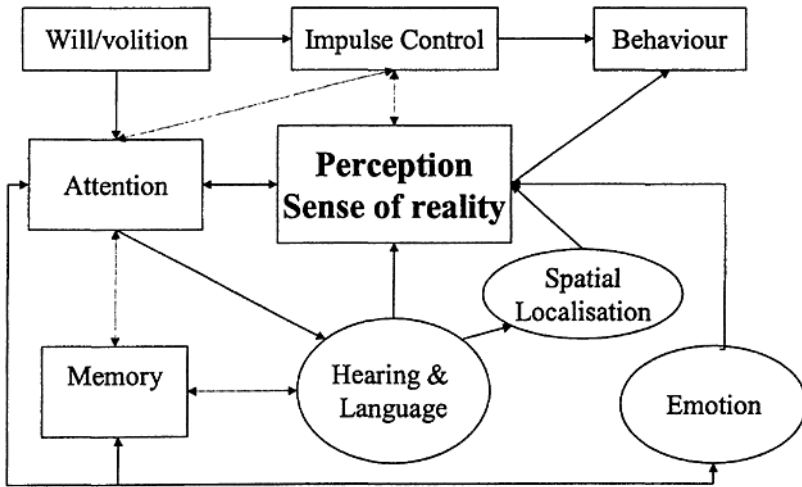 Will/volition
Impulse Control
Behaviour
Attention
Perception
Sense of reality
Spatial
Localisation
Memory
Hearing &
Language
Emotion